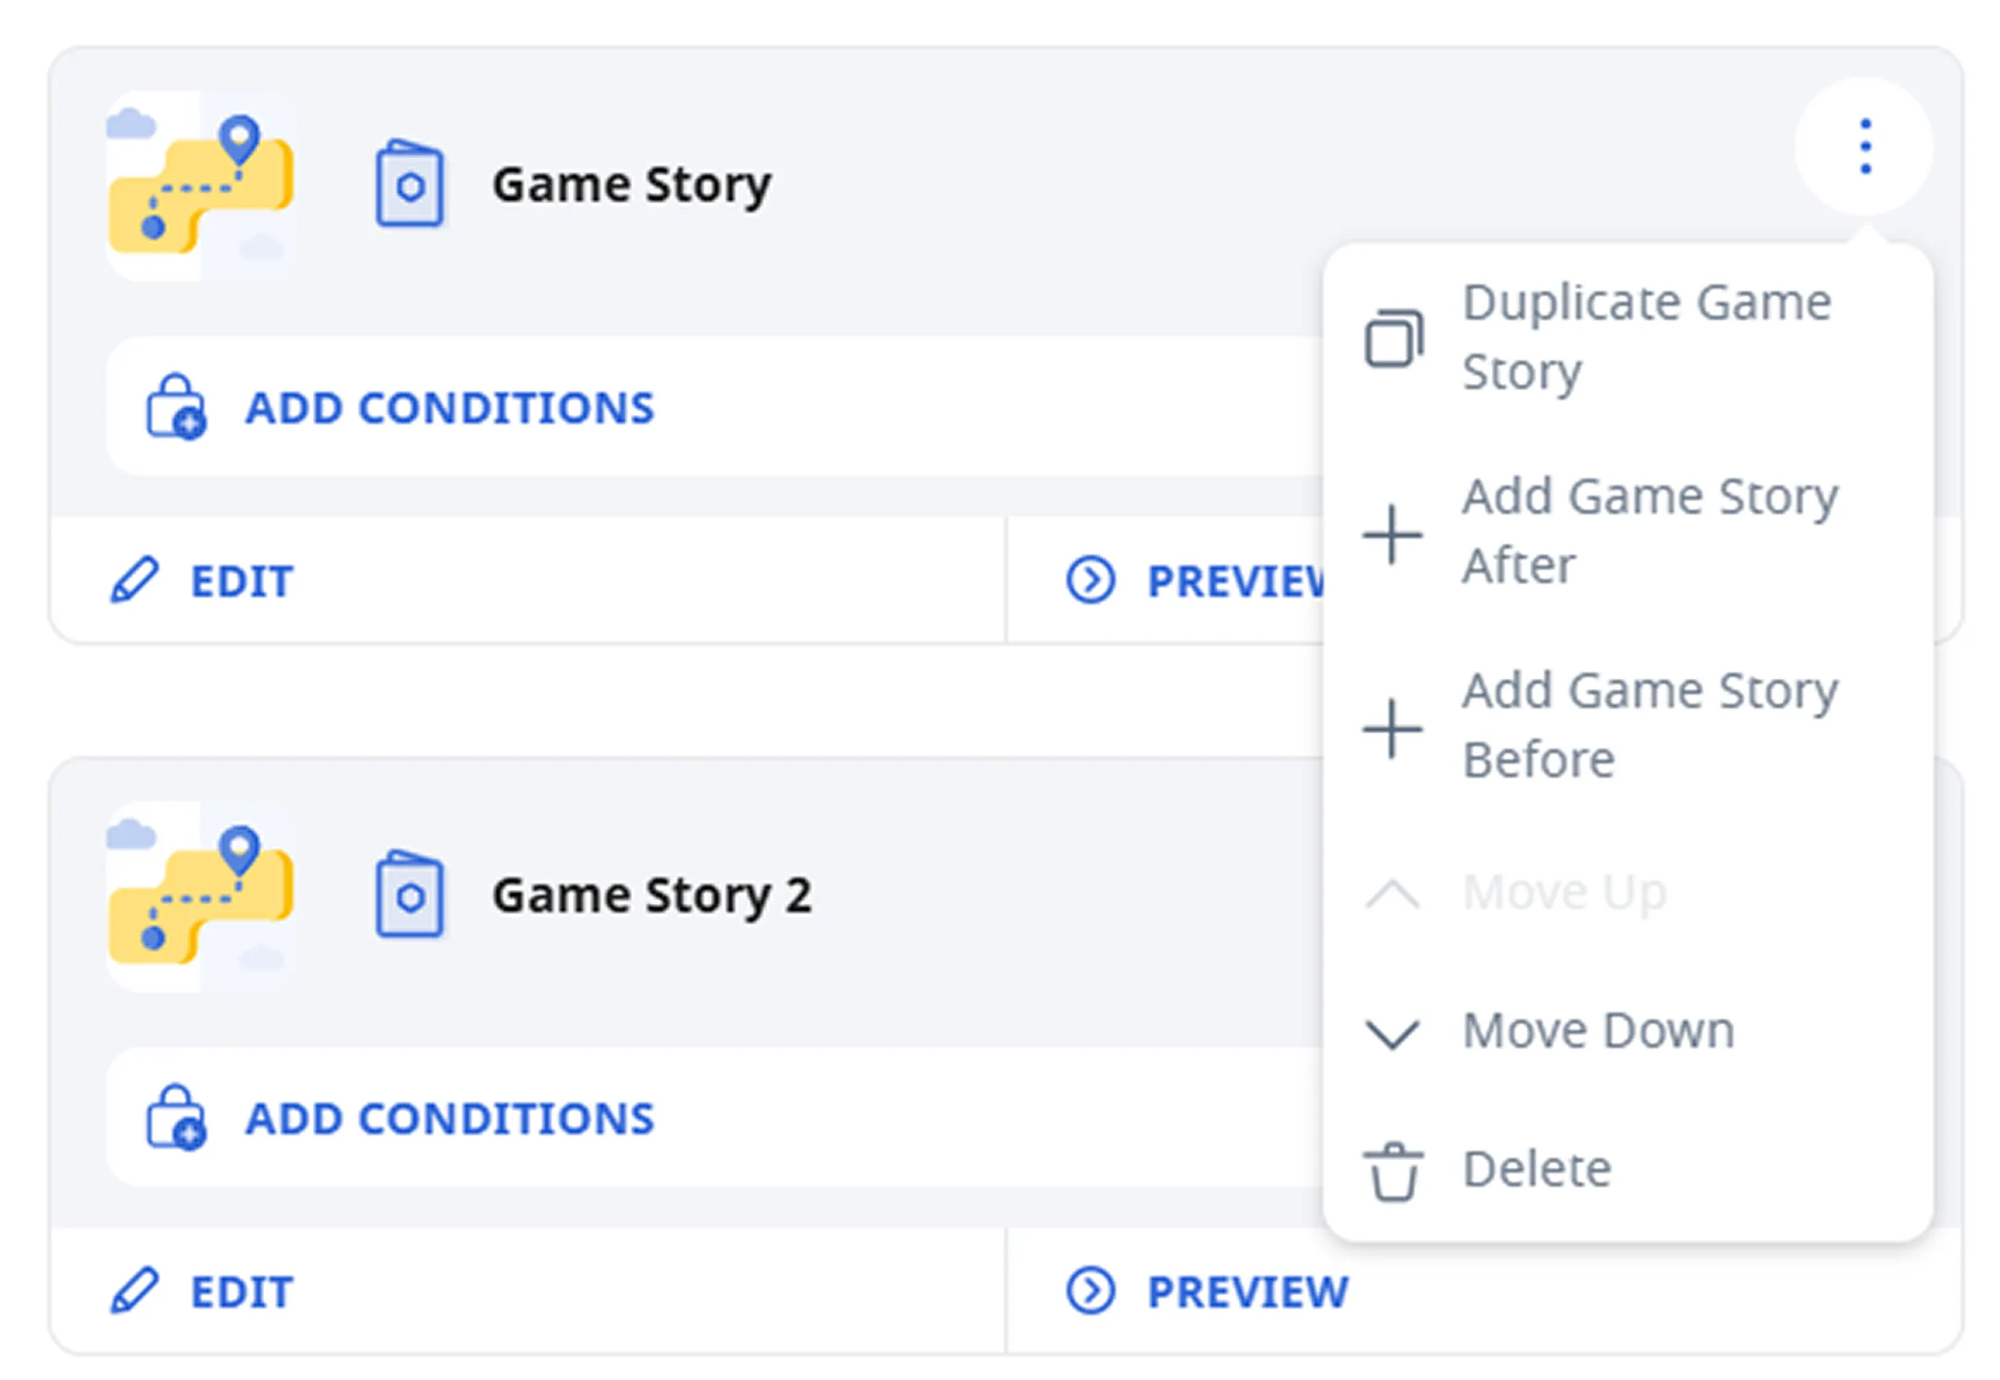 Game Story
ADD CONDITIONS
EDIT
PREVIEW
Duplicate Game
Story
Add Game Story
After
Add Game Story
Before
Move Up
Move Down
Delete
Game Story 2
ADD CONDITIONS
EDIT
PREVIEW